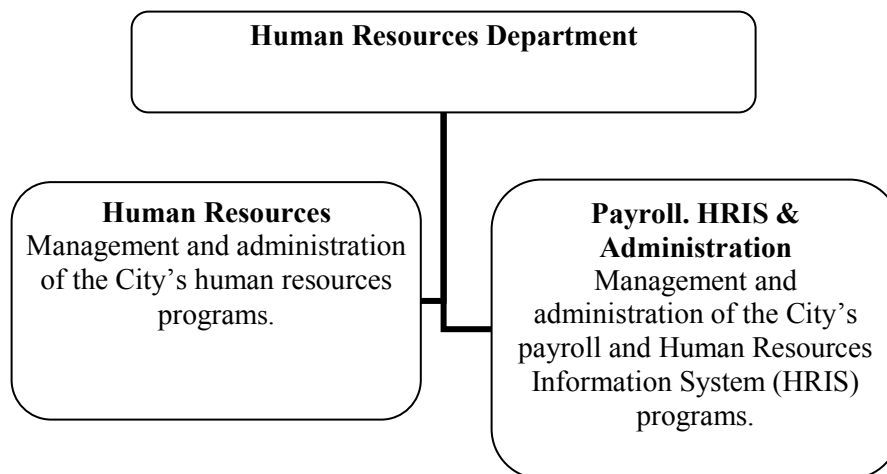 Human Resources Department
Human Resources
Management and administration
of the City’s human resources
programs.
Payroll. HRIS &
Administration
Management and
administration of the City’s
payroll and Human Resources
Information System (HRIS)
programs.